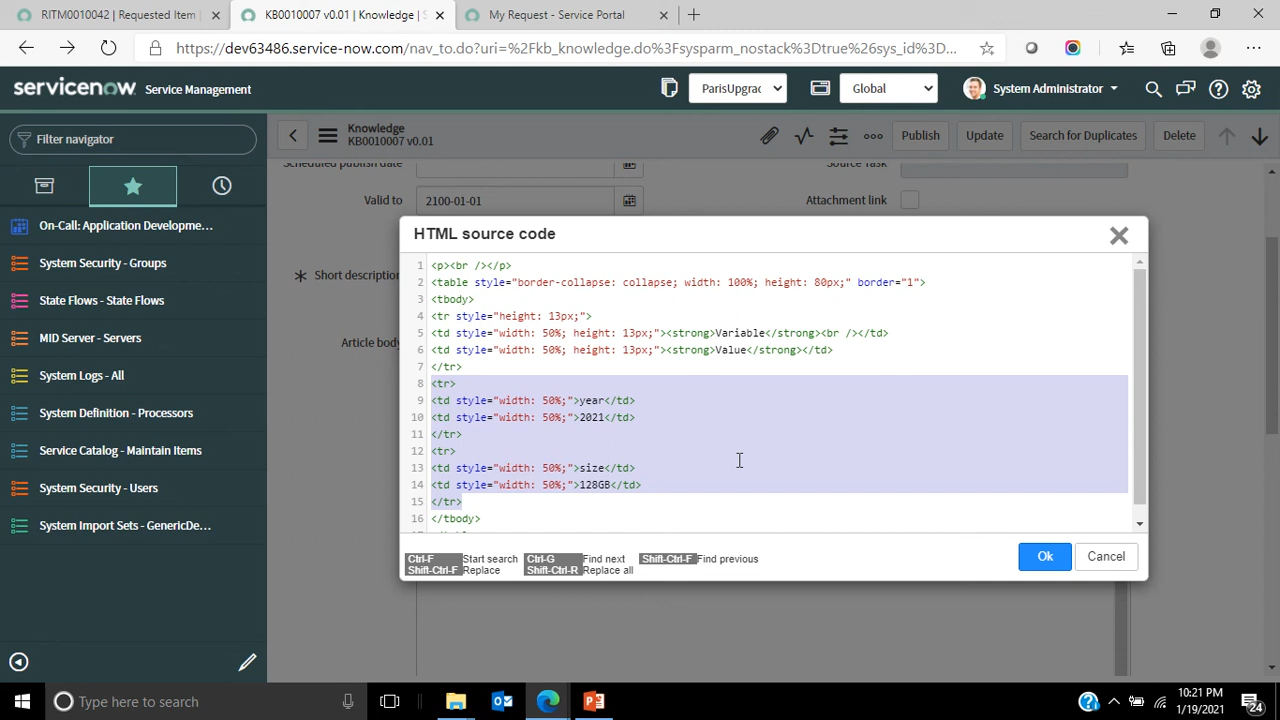 RITM0010042 | Requested Item
KB0010007 v0.01 | Knowledge | S
My Request - Service Portal
https://dev63486.service-now.com/nav_to.do?uri=%2Fkb_knowledge.do%3Fsysparm_nostack%3Dtrue%26sys_id%3D...
servicenow Service Management
ParisUpgrac
Global
System Administrator
Filter navigator
Knowledge
KB0010007 v0.01
Publish
Update
Search for Duplicates
Delete
On-Call: Application Developme...
System Security - Groups
State Flows - State Flows
MID Server - Servers
System Logs - All
System Definition - Processors
Service Catalog - Maintain Items
System Security - Users
System Import Sets - GenericDe...
Scheduled publish date
Source Task
Valid to
2100-01-01
Attachment link
Short description
Article body
HTML source code
1 <p><br /></p>
2 <table style="border-collapse: collapse; width: 100%; height: 80px;" border="1">
3 <tbody>
4 <tr style="height: 13px;">
5 <td style="width: 50%; height: 13px;"><strong>Variable</strong><br /></td>
6 <td style="width: 50%; height: 13px;"><strong>Value</strong></td>
7 </tr>
8 <tr>
9 <td style="width: 50%;">year</td>
10 <td style="width: 50%;">2021</td>
11 </tr>
12 <tr>
13 <td style="width: 50%;">size</td>
14 <td style="width: 50%;">128GB</td>
15 </tr>
16 </tbody>
Ctrl-F Start search Ctrl-G Find next Shift-Ctrl-F Find previous
Shift-Ctrl-F Replace Shift-Ctrl-R Replace all
Ok
Cancel
Type here to search
10:21 PM
1/19/2021
24